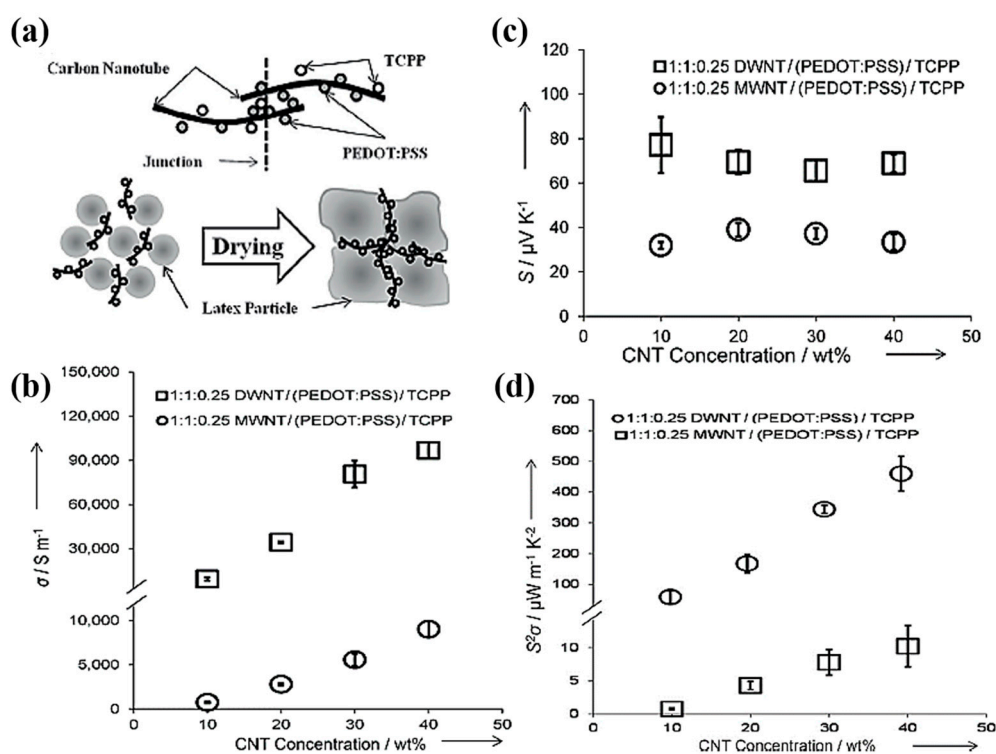 (a)
Carbon Nanotube
TCPP
PEDOT:PSS
Junction
Drying
Latex Particle
(c)
120
100
80
60
40
20
0
S / µV K-1
1:1:0.25 DWNT/(PEDOT:PSS)/TCPP
1:1:0.25 MWNT/(PEDOT:PSS)/TCPP
0
10
20
30
40
50
CNT Concentration / wt%
(b)
150,000
120,000
90,000
60,000
30,000
10,000
5,000
0
σ / S m-1
1:1:0.25 DWNT/(PEDOT:PSS)/TCPP
1:1:0.25 MWNT/(PEDOT:PSS)/TCPP
0
10
20
30
40
50
CNT Concentration / wt%
(d)
700
600
500
400
300
200
100
10
5
0
S2σ / µW m-1 K-2
1:1:0.25 DWNT/(PEDOT:PSS)/TCPP
1:1:0.25 MWNT/(PEDOT:PSS)/TCPP
0
10
20
30
40
50
CNT Concentration / wt%